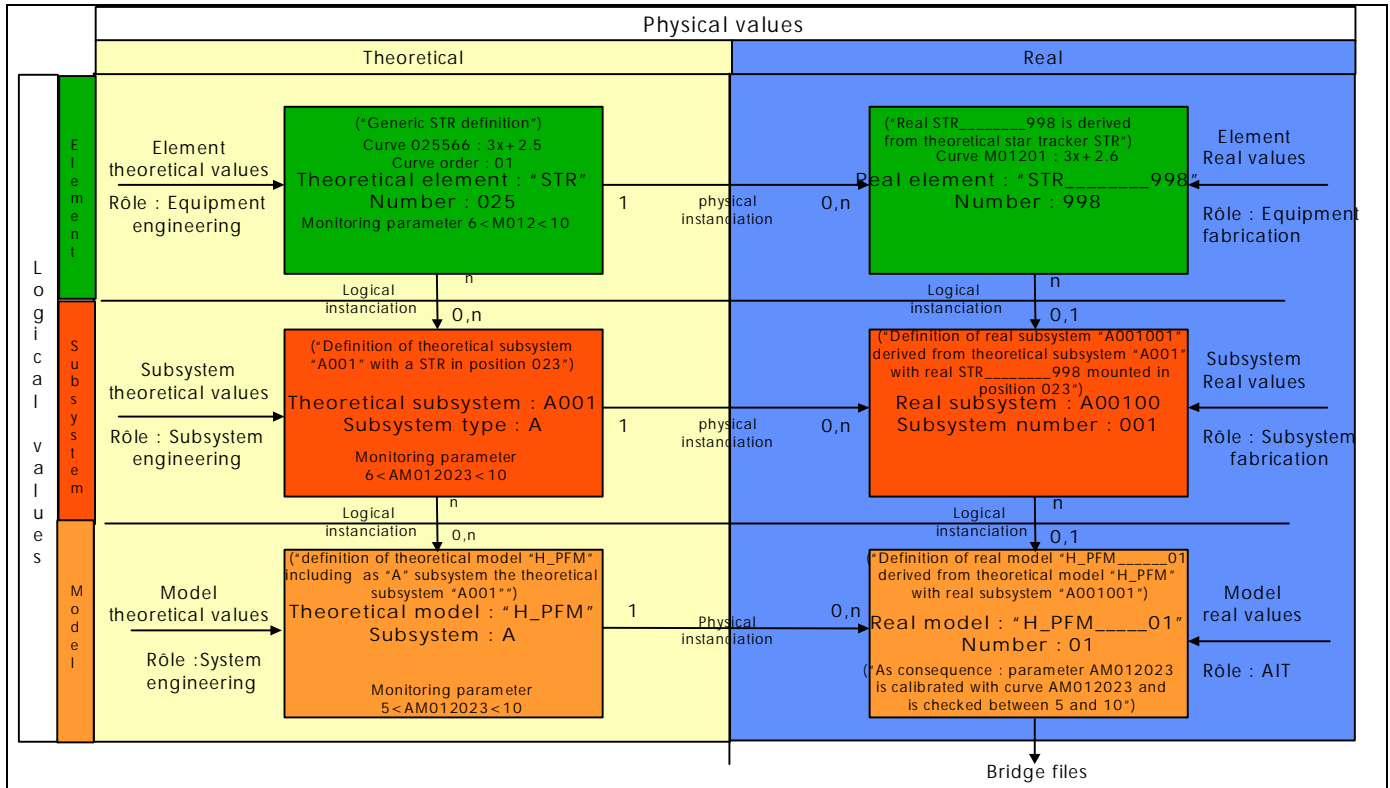 Physical values
Theoretical
Real
Logical values
Element
Element
theoretical values
Rôle : Equipment
engineering
("Generic STR definition")
Curve 025566 : 3x+2.5
Curve order : 01
Theoretical element : "STR"
Number : 025
Monitoring parameter 6<M012<10
1
physical
instanciation
0,n
("Real STR________998 is derived
from theoretical star tracker STR")
Curve M01201 : 3x+2.6
Real element : "STR________998"
Number : 998
Element
Real values
Rôle : Equipment
fabrication
n
Logical
instanciation
0,n
n
Logical
instanciation
0,1
Subsystem
Subsystem
theoretical values
Rôle : Subsystem
engineering
("Definition of theoretical subsystem
"A001" with a STR in position 023")
Theoretical subsystem : A001
Subsystem type : A
Monitoring parameter
6<AM012023<10
1
physical
instanciation
0,n
("Definition of real subsystem "A001001"
derived from theoretical subsystem "A001"
with real STR________998 mounted in
position 023")
Real subsystem : A00100
Subsystem number : 001
Subsystem
Real values
Rôle : Subsystem
fabrication
n
Logical
instanciation
0,n
n
Logical
instanciation
0,1
Model
Model
theoretical values
Rôle :System
engineering
("definition of theoretical model "H_PFM"
including as "A" subsystem the theoretical
subsystem "A001"")
Theoretical model : "H_PFM"
Subsystem : A
Monitoring parameter
5<AM012023<10
1
Physical
instanciation
0,n
("Definition of real model "H_PFM______01
derived from theoretical model "H_PFM"
with real subsystem "A001001")
Real model : "H_PFM_____01"
Number : 01
("As consequence : parameter AM012023
is calibrated with curve AM012023 and
is checked between 5 and 10")
Model
real values
Rôle : AIT
Bridge files